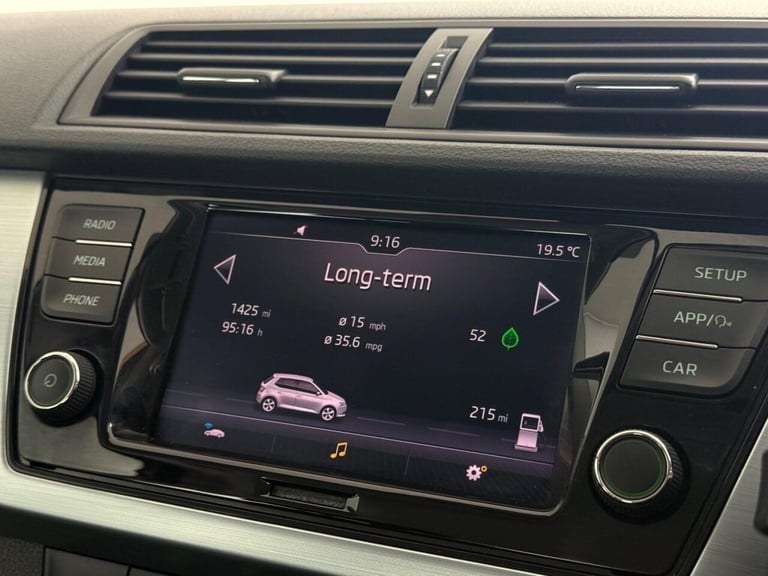 RADIO
MEDIA
PHONE
9:16
19.5 °C
Long-term
1425 mi
95:16 h
ø 15 mph
ø 35.6 mpg
52
215 mi
SETUP
APP/
CAR